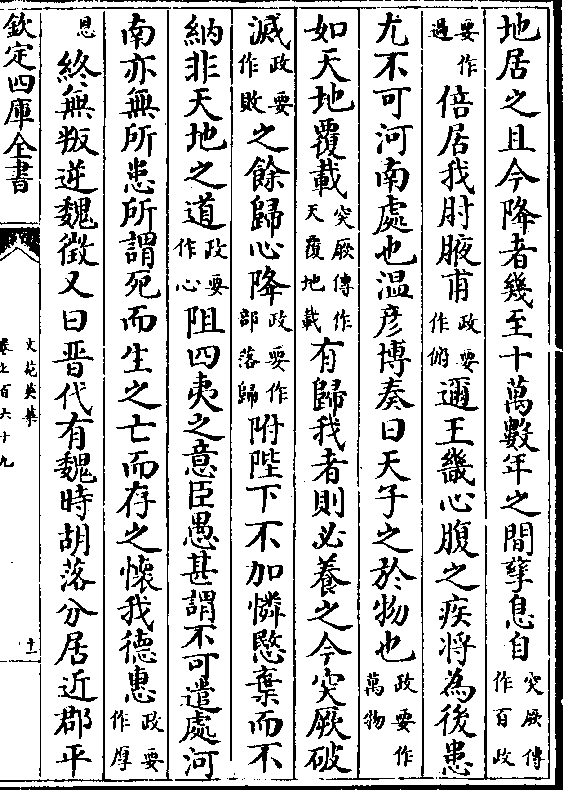 地居之且今降者幾至十萬數年之間孳息自突厥傳作百政
要作過倍居我肘腋甫政要作俯邇王畿心腹之疾將為後患
尤不可河南處也溫彦博奏曰天子之於物也政要作萬物
如天地覆載突厥傳作天覆地載有歸我者則必養之今突厥破
滅政要作敗之餘歸心降政要作部落歸附陛下不加憐愍棄而不
納非天地之道政要作心阻四夷之意臣愚甚謂不可遣處河
南亦無所患所謂死而生之亡而存之懐我德惠政要作厚
恩終無叛逆魏徵又曰晋代有魏時胡落分居近郡平
欽定四庫全書
文苑英華
卷七百六十九
十二